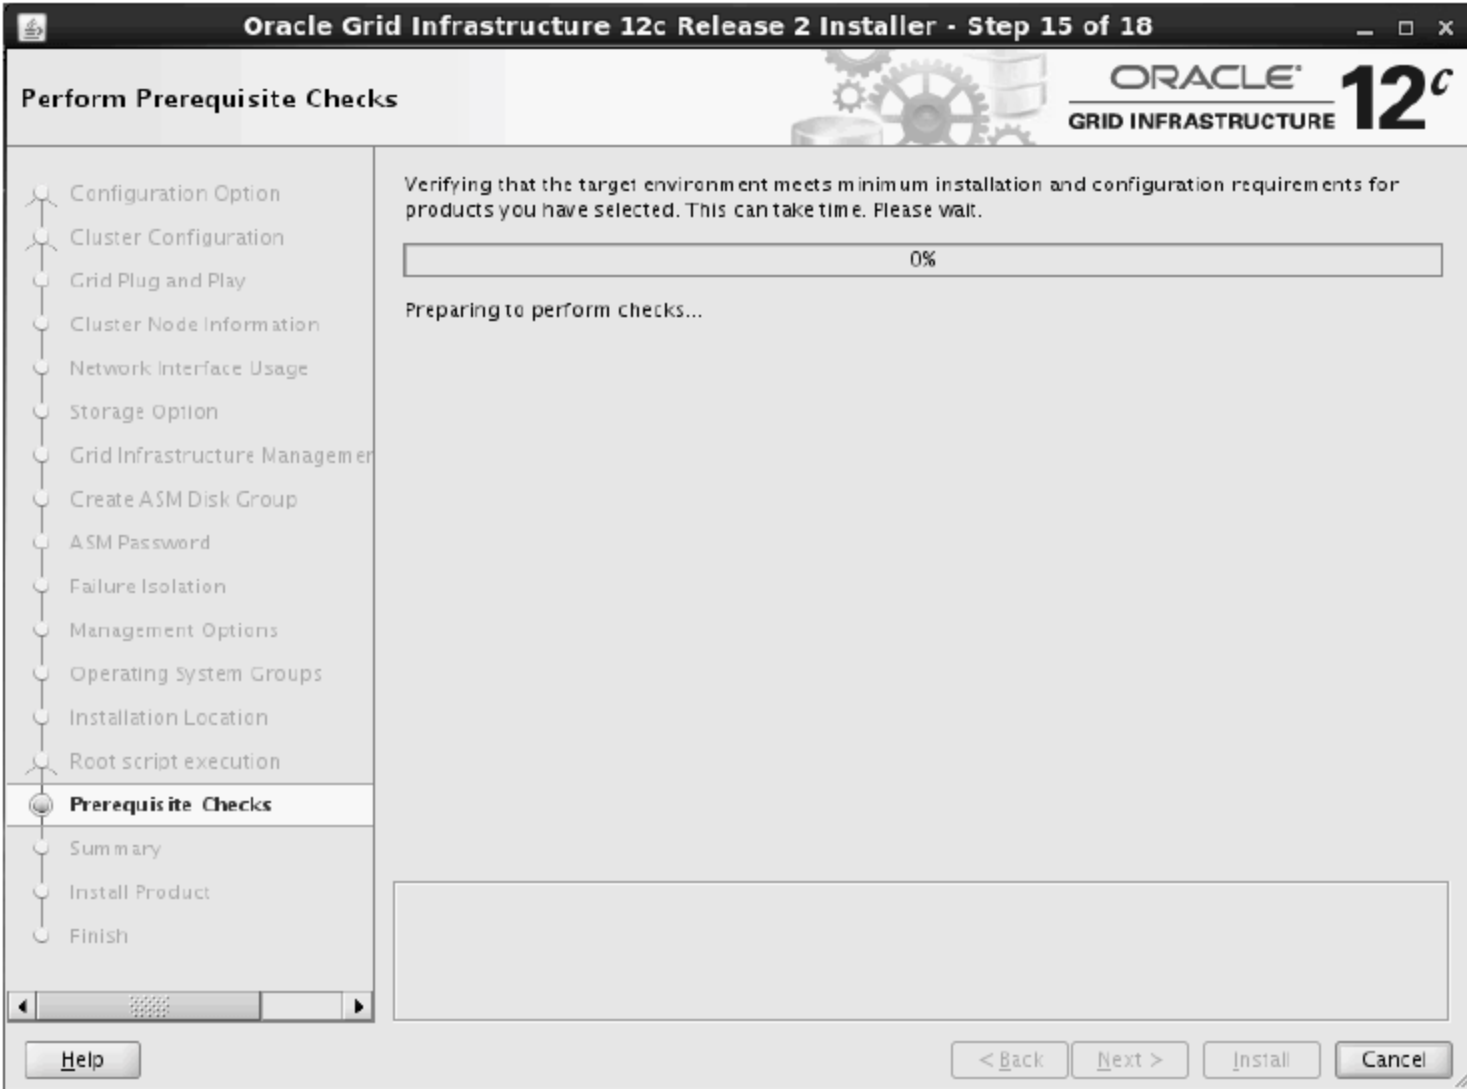 Oracle Grid Infrastructure 12c Release 2 Installer - Step 15 of 18
Perform Prerequisite Checks
ORACLE
GRID INFRASTRUCTURE
12c
Configuration Option
Cluster Configuration
Grid Plug and Play
Cluster Node Information
Network Interface Usage
Storage Option
Grid Infrastructure Managemer
Create ASM Disk Group
ASM Password
Failure Isolation
Management Options
Operating System Groups
Installation Location
Root script execution
Prerequisite Checks
Summary
Install Product
Finish
Verifying that the target environment meets minimum installation and configuration requirements for
products you have selected. This can take time. Please wait.
0%
Preparing to perform checks...
Help
< Back
Next >
Install
Cancel